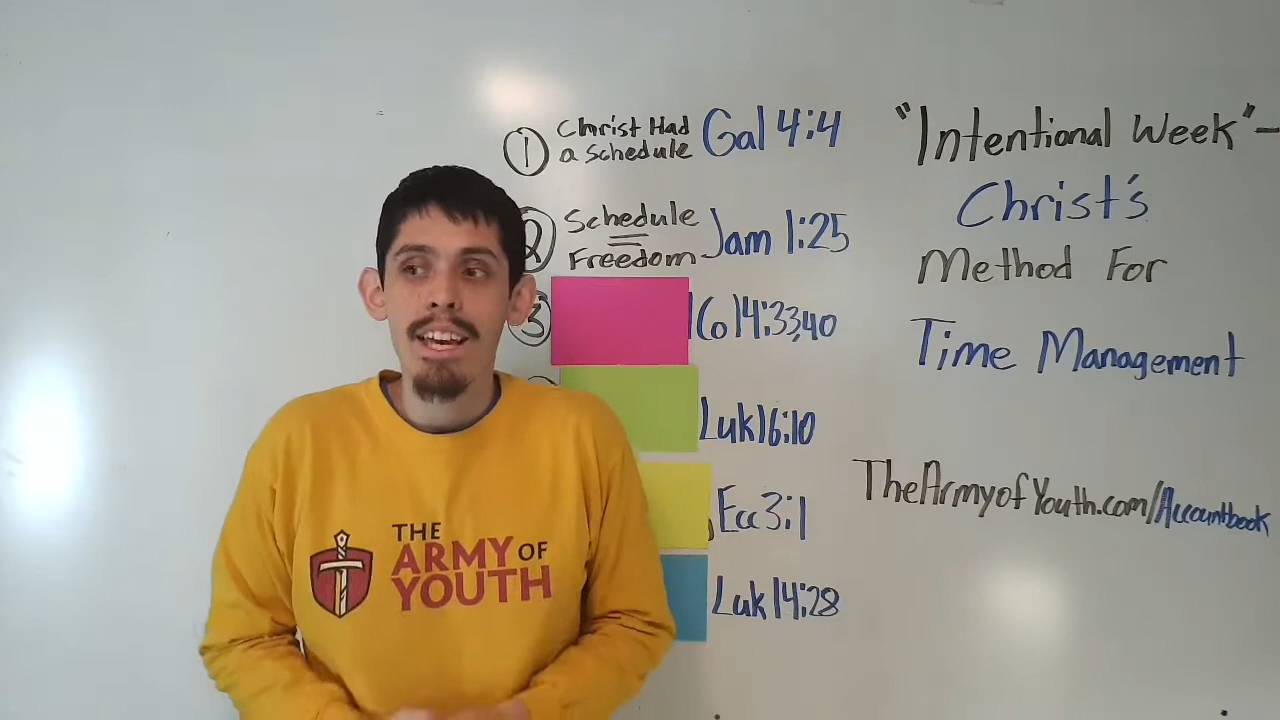 ① Christ Had
a Schedule Gal 4:4
② Schedule
=
Freedom Jam 1:25
③ 1Co 14:33,40
Luk 16:10
Ecc 3:1
Luk 14:28
"Intentional Week"-
Christ's
Method For
Time Management
TheArmyofYouth.com/Accountbook
THE
ARMY OF
YOUTH